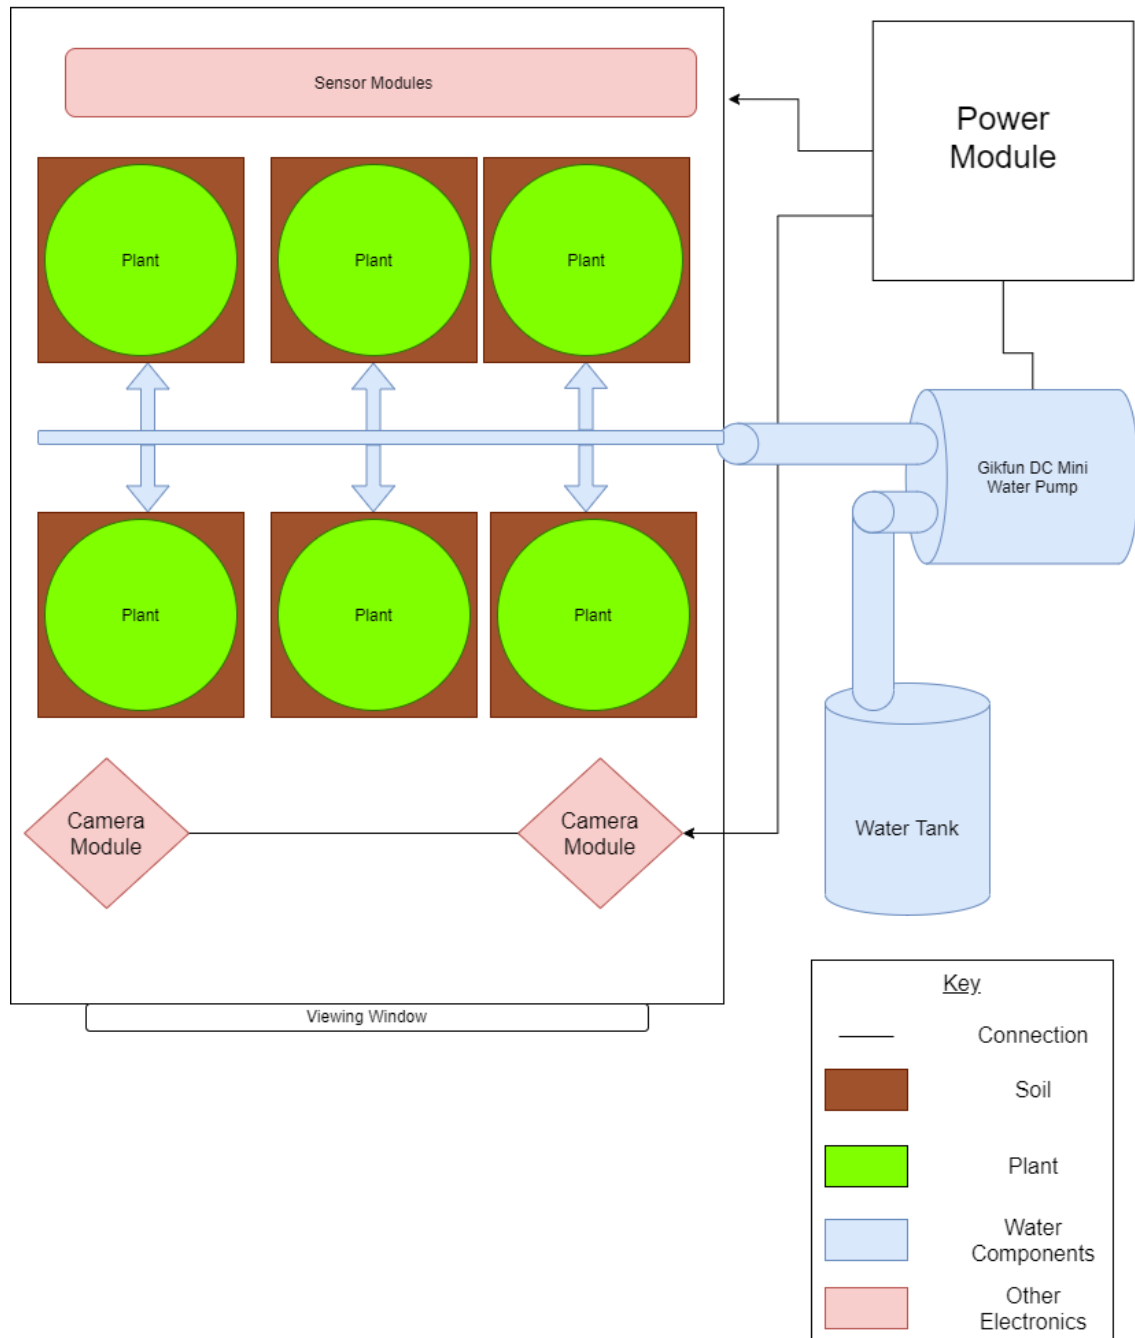 Sensor Modules
Power
Module
Plant
Plant
Plant
Gikfun DC Mini
Water Pump
Plant
Plant
Plant
Camera
Module
Camera
Module
Water Tank
Viewing Window
Key
Connection
Soil
Plant
Water
Components
Other
Electronics